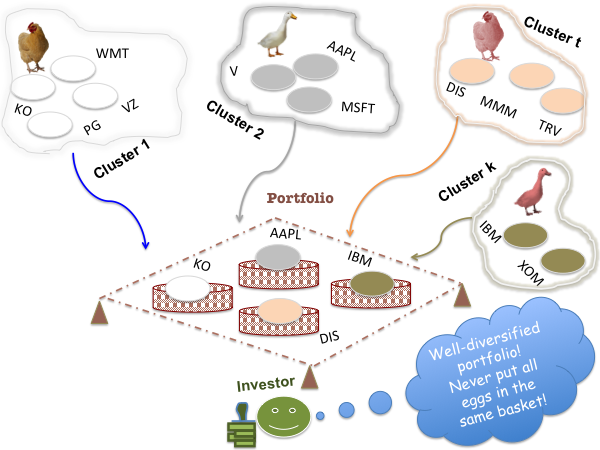 Cluster t
WMT
AAPL
V
DIS
MMM
KO
VZ
MSFT
PG
Cluster 2
TRV
Cluster 1
Cluster k
Portfolio
IBM
AAPL
XOM
KO
IBM
DIS
Well-diversified
portfolio!
Never put all
eggs in the
same basket!
Investor